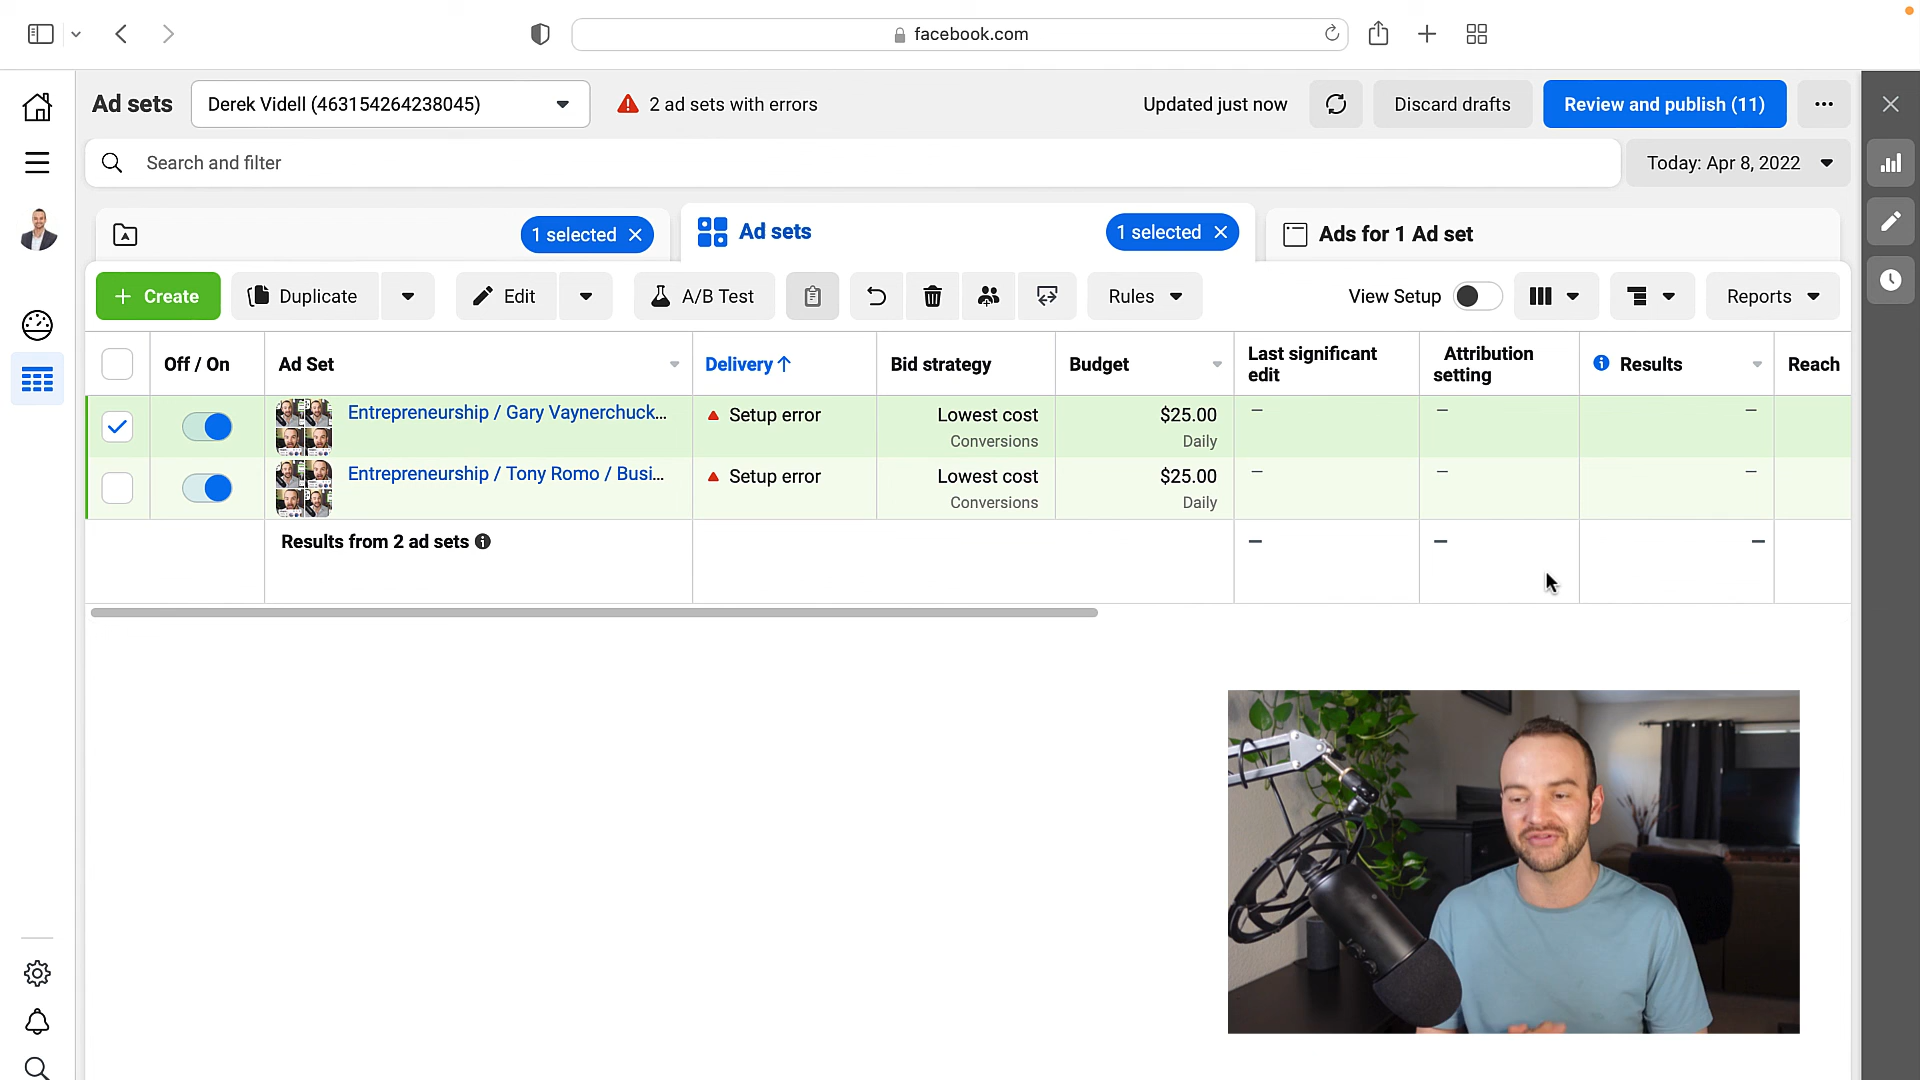 facebook.com
Ad sets
Derek Videll (463154264238045)
2 ad sets with errors
Updated just now
Discard drafts
Review and publish (11)
Search and filter
Today: Apr 8, 2022
1 selected
Ad sets
1 selected
Ads for 1 Ad set
+ Create
Duplicate
Edit
A/B Test
Rules
View Setup
Reports
Off / On
Ad Set
Delivery↑
Bid strategy
Budget
Last significant
edit
Attribution
setting
Results
Reach
Entrepreneurship / Gary Vaynerchuck...
Setup error
Lowest cost
Conversions
$25.00
Daily
–
–
–
Entrepreneurship / Tony Romo / Busi...
Setup error
Lowest cost
Conversions
$25.00
Daily
–
–
–
Results from 2 ad sets
–
–
–